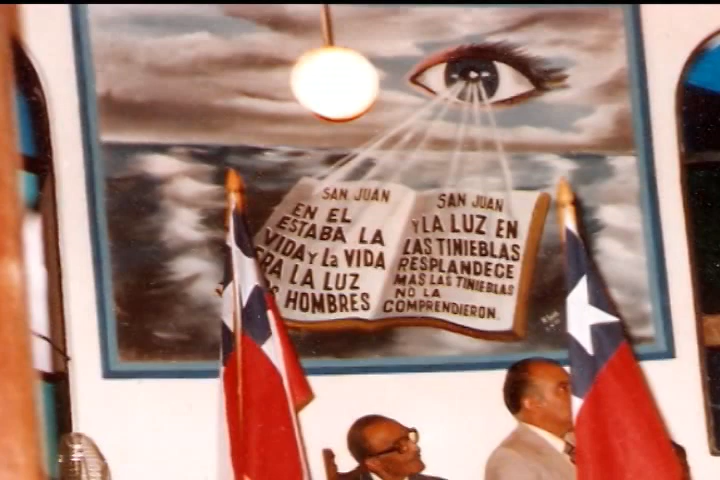 SAN JUAN
EN EL
ESTABA LA
VIDA Y La VIDA
ERA LA LUZ
HOMBRES
SAN JUAN
Y LA LUZ EN
LAS TINIEBLAS
RESPLANDECE
MAS LAS TINIEBLAS
NO LA
COMPRENDIERON.